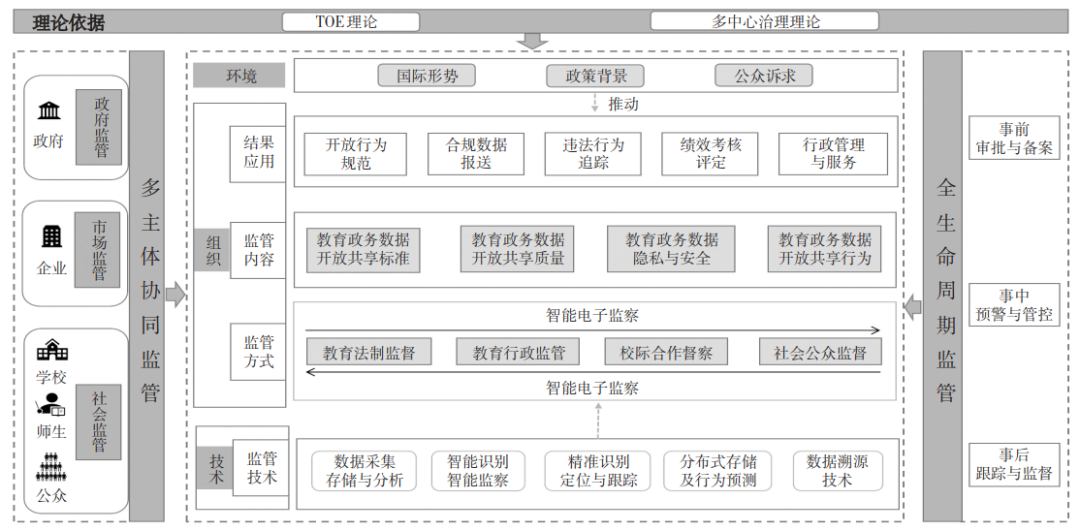 理论依据
TOE理论
多中心治理理论
政府
政府监管
企业
市场监管
学校
师生
公众
社会监管
多主体协同监管
环境
国际形势
政策背景
公众诉求
推动
组织
结果
应用
开放行为
规范
合规数据
报送
违法行为
追踪
绩效考核
评定
行政管理
与服务
监管
内容
教育政务数据
开放共享标准
教育政务数据
开放共享质量
教育政务数据
隐私与安全
教育政务数据
开放共享行为
监管
方式
智能电子监察
教育法制监督
教育行政监管
校际合作督察
社会公众监督
智能电子监察
技术
监管
技术
数据采集
存储与分析
智能识别
智能监察
精准识别
定位与跟踪
分布式存储
及行为预测
数据溯源
技术
全生命周期监管
事前
审批与备案
事中
预警与管控
事后
跟踪与监督